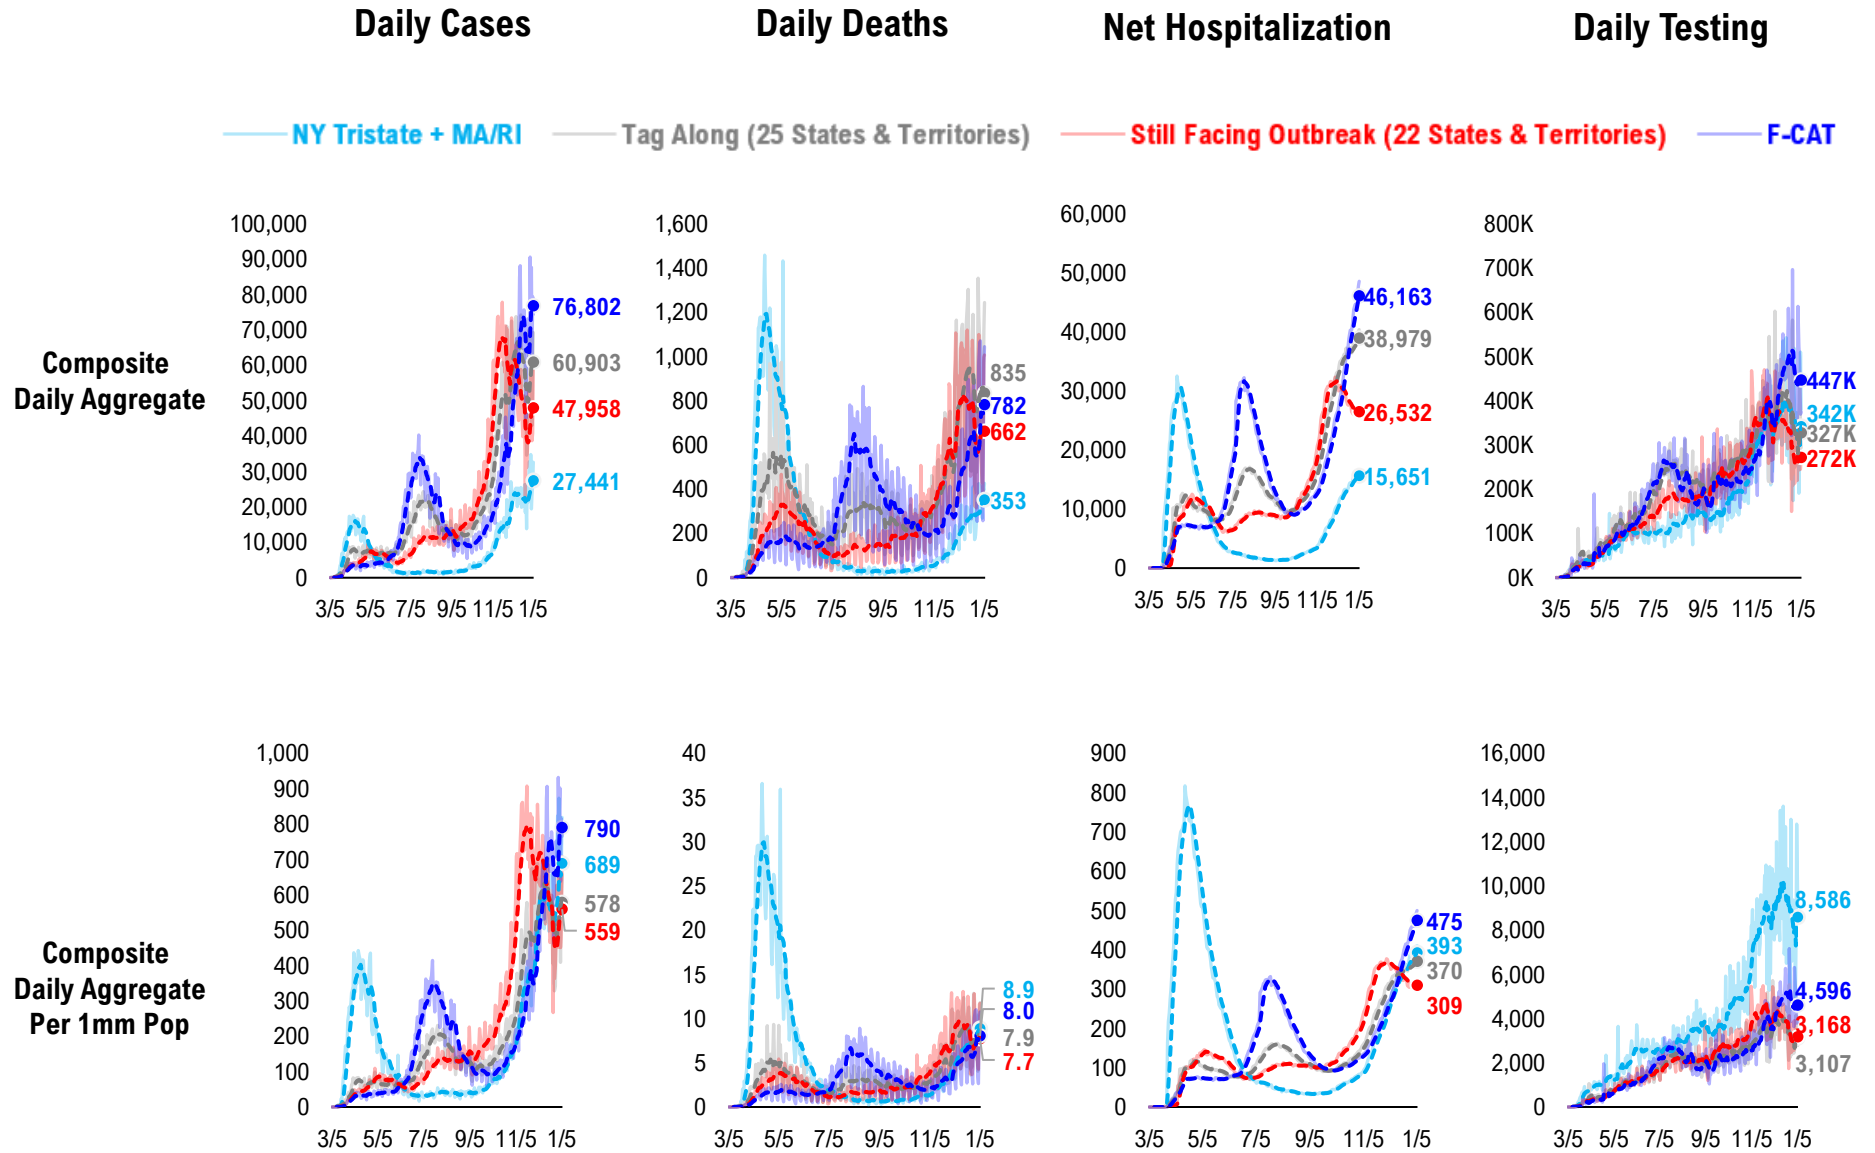 Daily Cases
Daily Deaths
Net Hospitalization
Daily Testing
NY Tristate + MA/RI
Tag Along (25 States & Territories)
Still Facing Outbreak (22 States & Territories)
F-CAT
Composite
Daily Aggregate
100,000
90,000
80,000
70,000
60,000
50,000
40,000
30,000
20,000
10,000
0
3/5 5/5 7/5 9/5 11/5 1/5
76,802
60,903
47,958
27,441
1,600
1,400
1,200
1,000
800
600
400
200
0
3/5 5/5 7/5 9/5 11/5 1/5
835
782
662
353
60,000
50,000
40,000
30,000
20,000
10,000
0
3/5 5/5 7/5 9/5 11/5 1/5
46,163
38,979
26,532
15,651
800K
700K
600K
500K
400K
300K
200K
100K
0K
3/5 5/5 7/5 9/5 11/5 1/5
447K
342K
327K
272K
Composite
Daily Aggregate
Per 1mm Pop
1,000
900
800
700
600
500
400
300
200
100
0
3/5 5/5 7/5 9/5 11/5 1/5
790
689
578
559
40
35
30
25
20
15
10
5
0
3/5 5/5 7/5 9/5 11/5 1/5
8.9
8.0
7.9
7.7
900
800
700
600
500
400
300
200
100
0
3/5 5/5 7/5 9/5 11/5 1/5
475
393
370
309
16,000
14,000
12,000
10,000
8,000
6,000
4,000
2,000
0
3/5 5/5 7/5 9/5 11/5 1/5
8,586
4,596
3,168
3,107